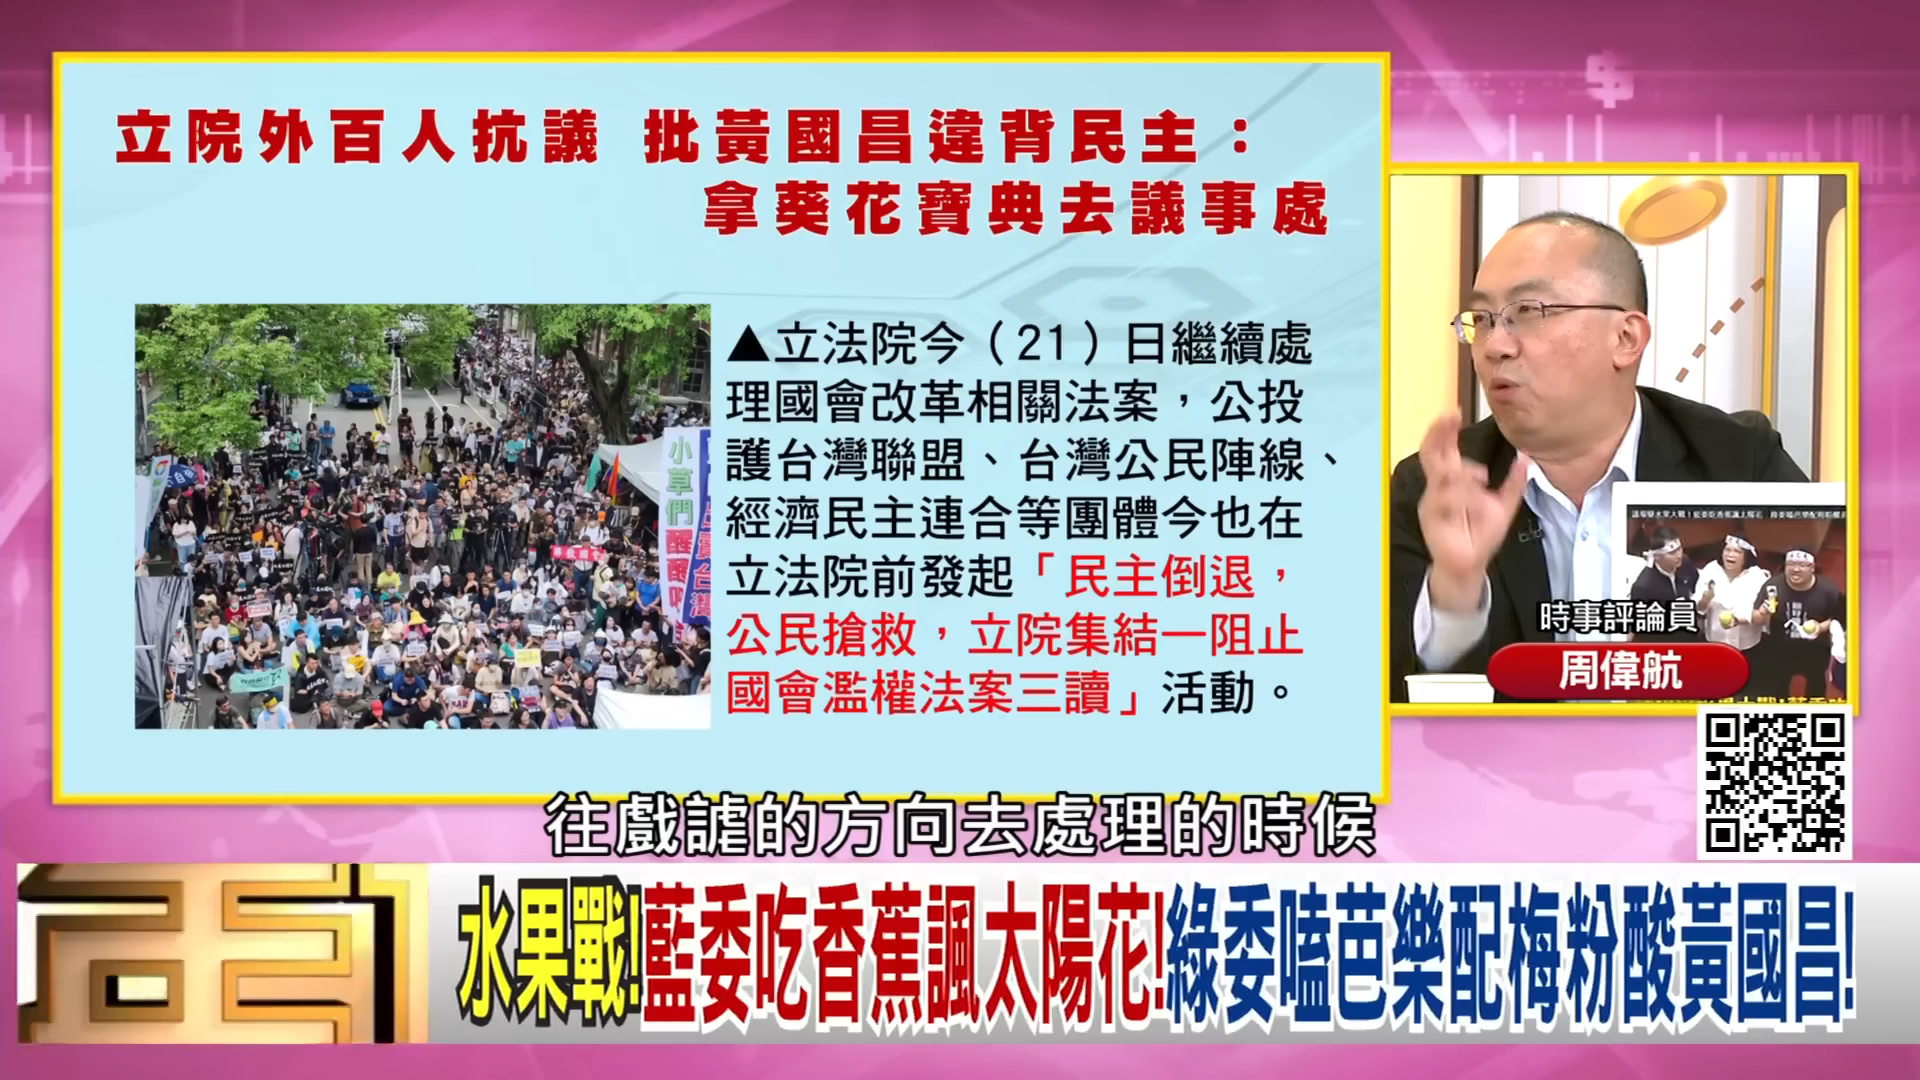 立院外百人抗議 批黃國昌違背民主：
拿葵花寶典去議事處
▲立法院今（21）日繼續處
理國會改革相關法案，公投
護台灣聯盟、台灣公民陣線、
經濟民主連合等團體今也在
立法院前發起「民主倒退，
公民搶救，立院集結—阻止
國會濫權法案三讀」活動。
小草們醒醒吧
時事評論員
周偉航
往戲謔的方向去處理的時候
水果戰!藍委吃香蕉諷太陽花!綠委嗑芭樂配梅粉酸黃國昌!